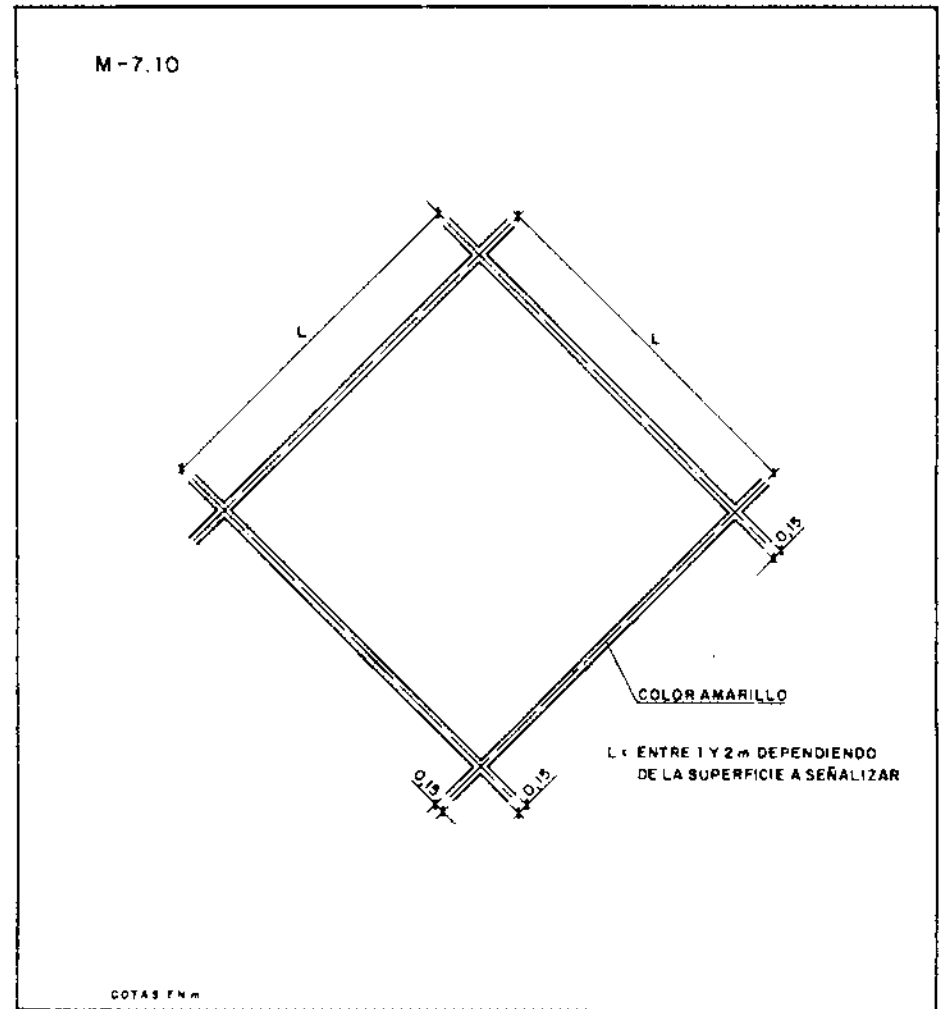 M-7.10
L
L
0,15
COLOR AMARILLO
L = ENTRE 1 Y 2 m DEPENDIENDO
DE LA SUPERFICIE A SEÑALIZAR
0,15
0,15
COTAS EN m